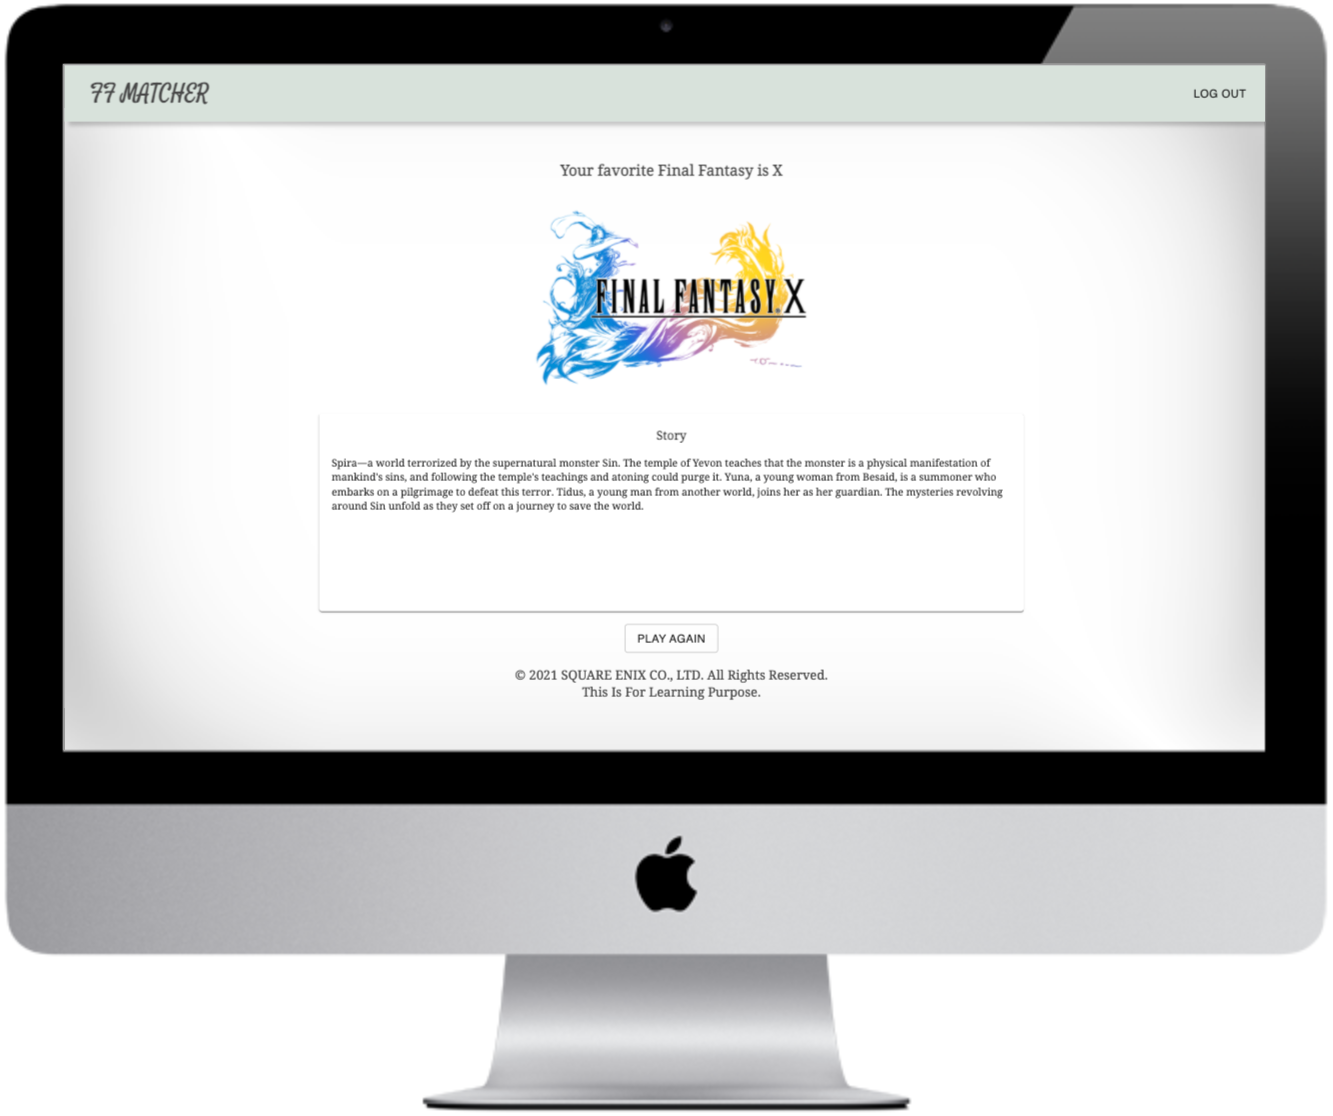 FF MATCHER
LOG OUT
Your favorite Final Fantasy is X
FINAL FANTASY X
Story
Spira—a world terrorized by the supernatural monster Sin. The temple of Yevon teaches that the monster is a physical manifestation of
mankind's sins, and following the temple's teachings and atoning could purge it. Yuna, a young woman from Besaid, is a summoner who
embarks on a pilgrimage to defeat this terror. Tidus, a young man from another world, joins her as her guardian. The mysteries revolving
around Sin unfold as they set off on a journey to save the world.
PLAY AGAIN
© 2021 SQUARE ENIX CO., LTD. All Rights Reserved.
This Is For Learning Purpose.